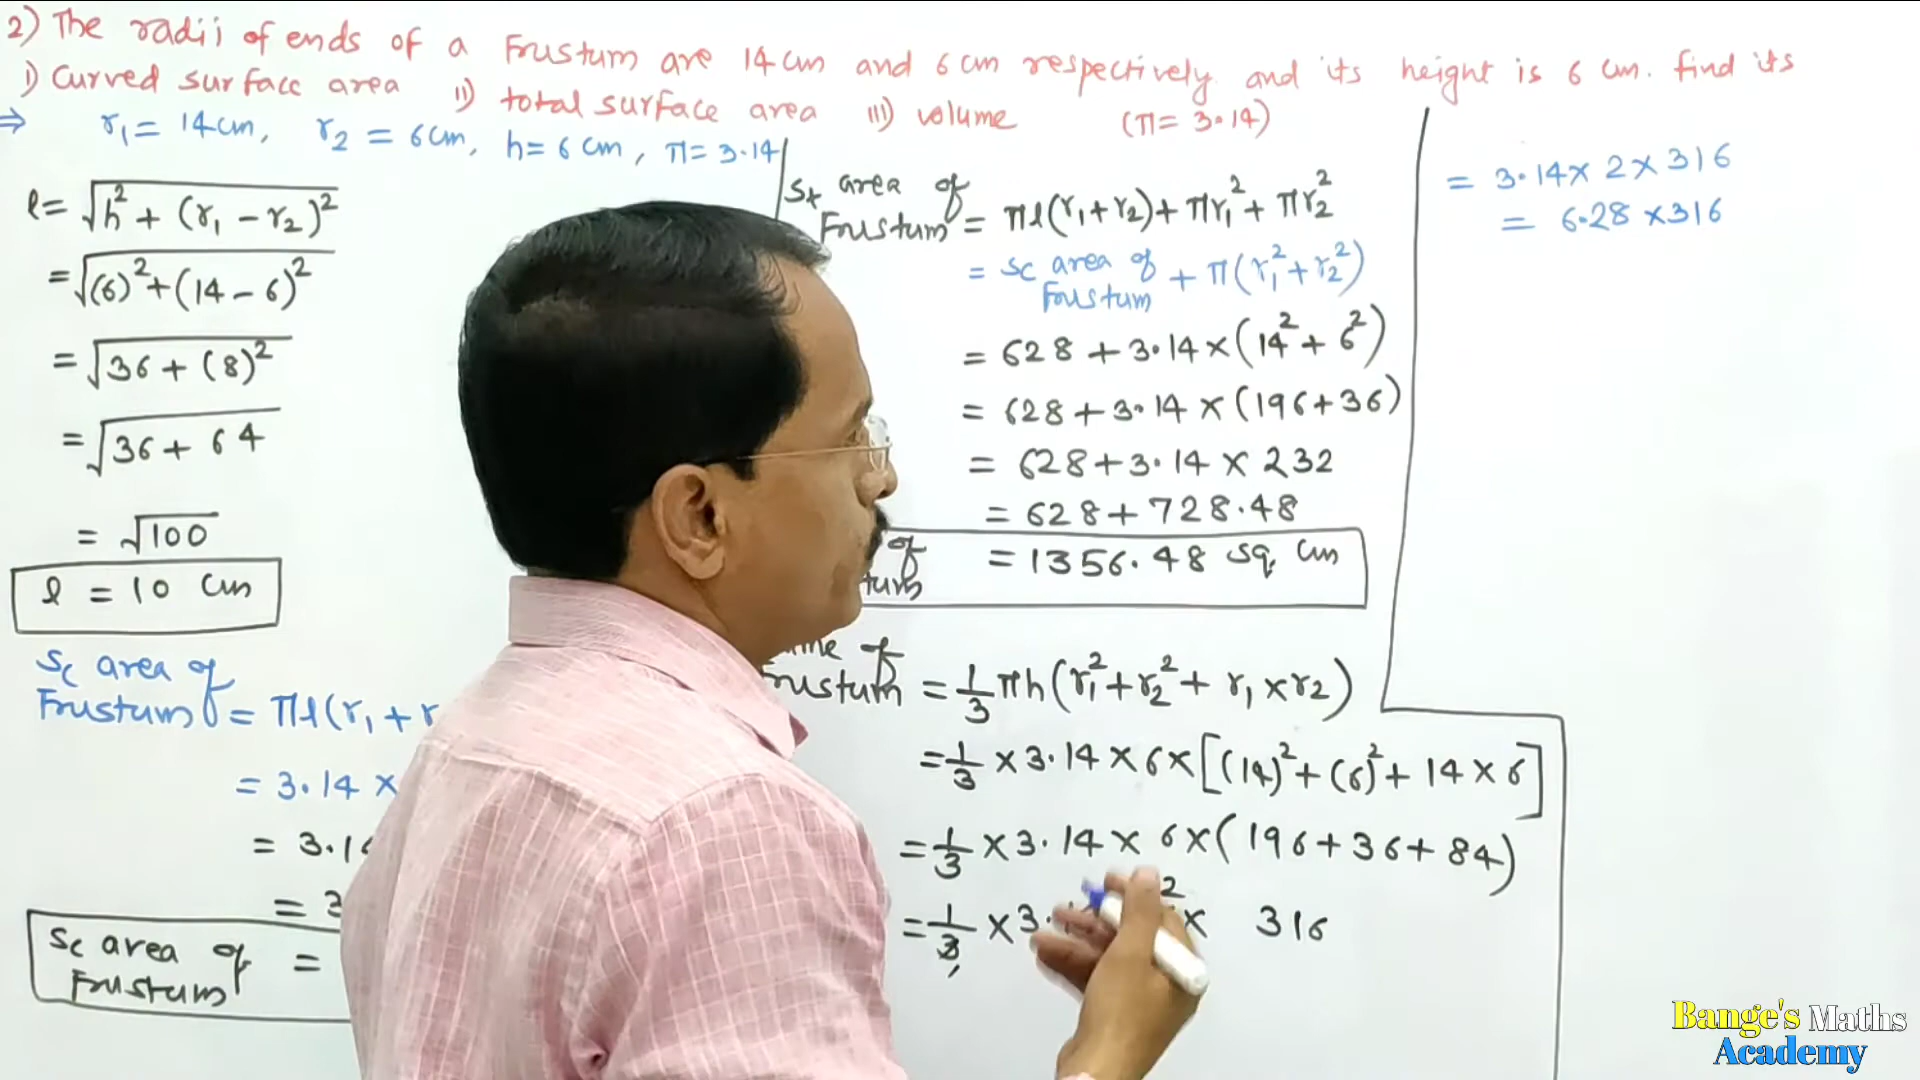 2) The radii of ends of a Frustum are 14 cm and 6 cm respectively and its height is 6 cm. find its
i) Curved surface area ii) total surface area iii) volume (π = 3.14)
⇒ r₁ = 14 cm, r₂ = 6 cm, h = 6 cm, π = 3.14
l = √h² + (r₁ − r₂)²
= √(6)² + (14 − 6)²
= √36 + (8)²
= √36 + 64
= √100
l = 10 cm
Sc area of
Frustum = πl(r₁ + r
= 3.14 ×
= 3.1
= 3
Sc area of
Frustum =
St area of
Frustum = πl(r₁ + r₂) + πr₁² + πr₂²
= Sc area of
Frustum + π(r₁² + r₂²)
= 628 + 3.14 × (14² + 6²)
= 628 + 3.14 × (196 + 36)
= 628 + 3.14 × 232
= 628 + 728.48
of = 1356.48 sq cm
Frustum = 1/3 πh(r₁² + r₂² + r₁ × r₂)
= 1/3 × 3.14 × 6 × [(14)² + (6)² + 14 × 6]
= 1/3 × 3.14 × 6 × (196 + 36 + 84)
2
= 1/3 × 3. × 316
= 3.14 × 2 × 316
= 6.28 × 316
Bange's Maths
Academy